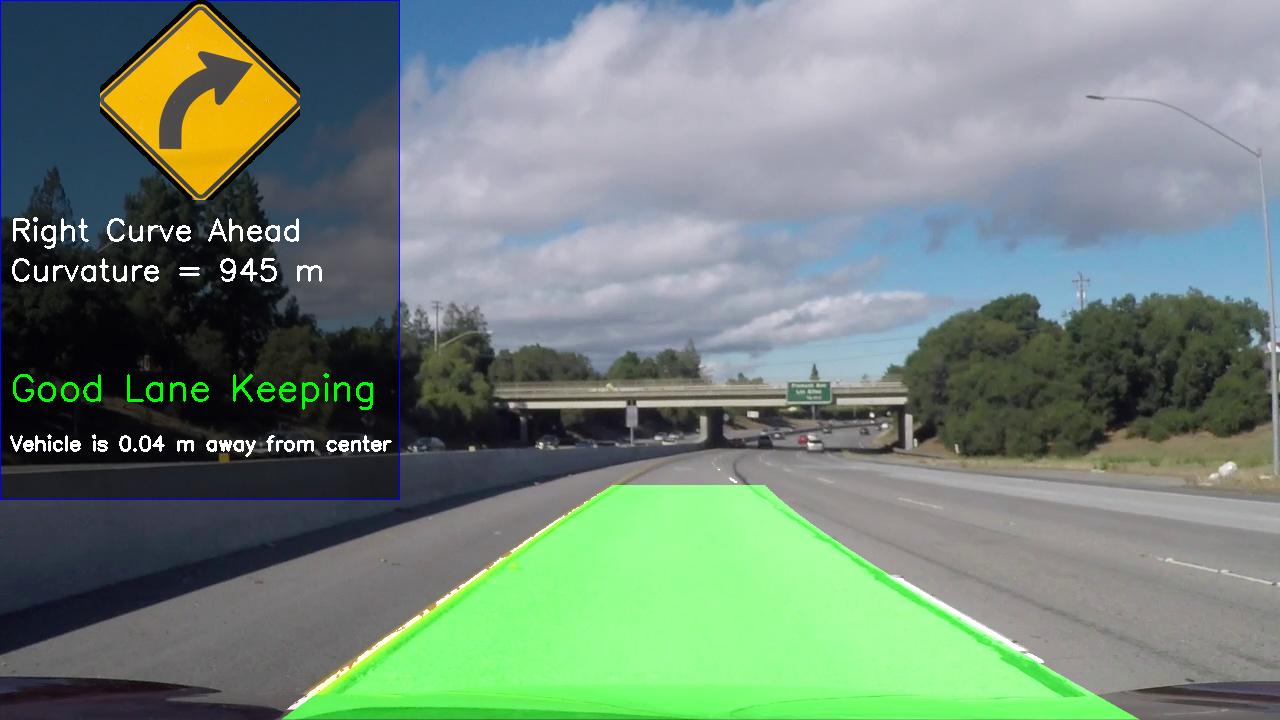 Right Curve Ahead
Curvature = 945 m
Good Lane Keeping
Vehicle is 0.04 m away from center